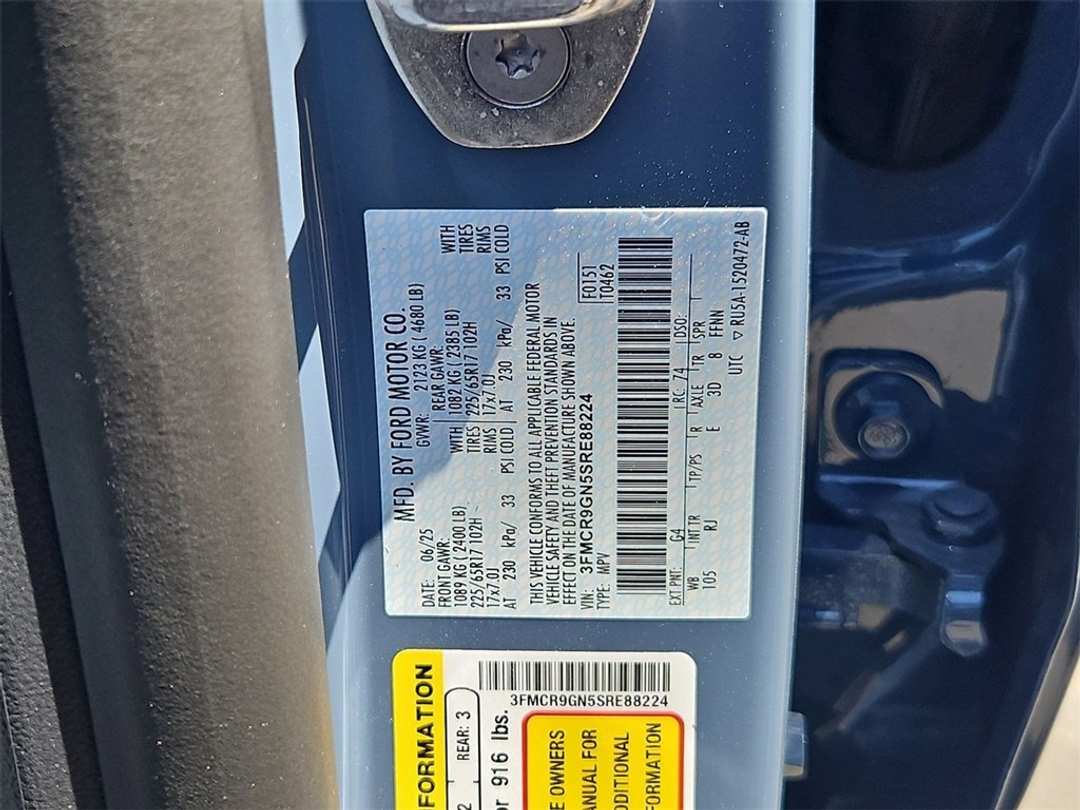 MFD. BY FORD MOTOR CO.
DATE: 06/25 GVWR: 2123 KG ( 4680 LB)
FRONT GAWR: REAR GAWR:
1089 KG ( 2400 LB) WITH 1082 KG ( 2385 LB) WITH
225/65R17 102H TIRES 225/65R17 102H TIRES
17x7.0J RIMS 17x7.0J RIMS
AT 230 kPa/ 33 PSI COLD AT 230 kPa/ 33 PSI COLD
THIS VEHICLE CONFORMS TO ALL APPLICABLE FEDERAL MOTOR
VEHICLE SAFETY AND THEFT PREVENTION STANDARDS IN
EFFECT ON THE DATE OF MANUFACTURE SHOWN ABOVE.
VIN: 3FMCR9GN5SRE88224
TYPE: MPV
F0151
T0462
EXT PNT: G4 RC: 74 DSO:
WB INT TR TP/PS R AXLE TR SPR
105 RJ E 3D 8 FFNN
UTC ▽ RU5A-1520472-AB
FORMATION
2 REAR: 3
or 916 lbs.
3FMCR9GN5SRE88224
E OWNERS
ANUAL FOR
DDITIONAL
FORMATION